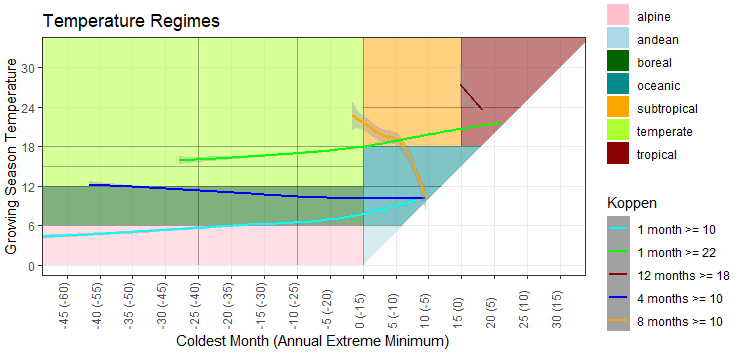 Temperature Regimes
Growing Season Temperature
30
24
18
12
6
0
-45 (-60)
-40 (-55)
-35 (-50)
-30 (-45)
-25 (-40)
-20 (-35)
-15 (-30)
-10 (-25)
-5 (-20)
0 (-15)
5 (-10)
10 (-5)
15 (0)
20 (5)
25 (10)
30 (15)
Coldest Month (Annual Extreme Minimum)
alpine
andean
boreal
oceanic
subtropical
temperate
tropical
Koppen
1 month >= 10
1 month >= 22
12 months >= 18
4 months >= 10
8 months >= 10